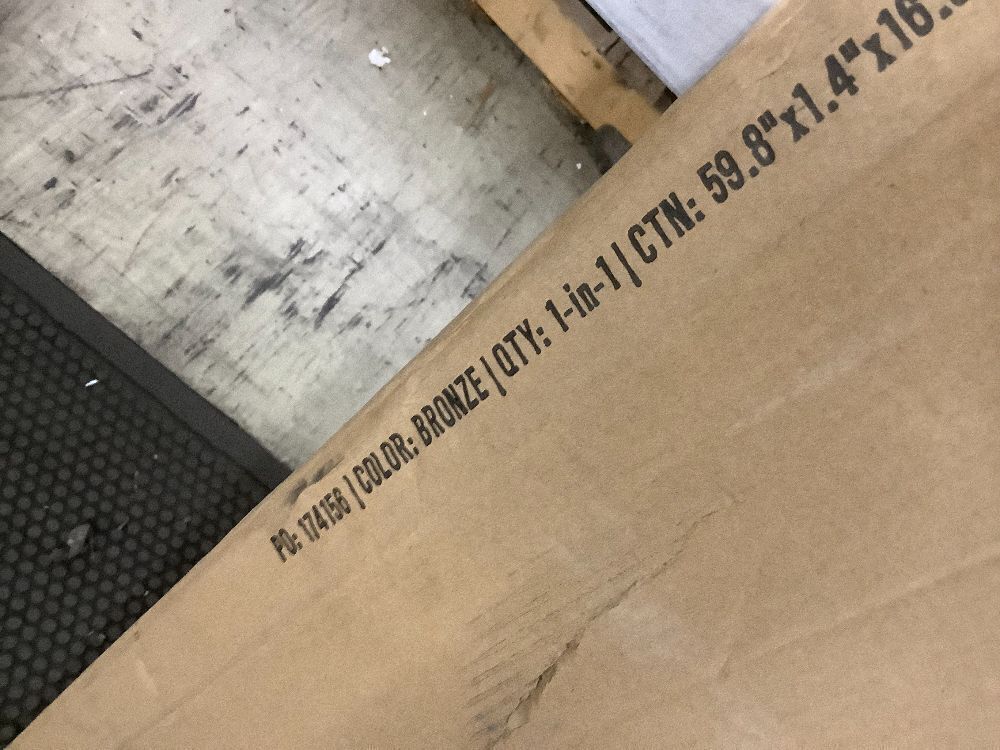 PO: 174156 | COLOR: BRONZE | QTY: 1-in-1 | CTN: 59.8"x1.4"x16.